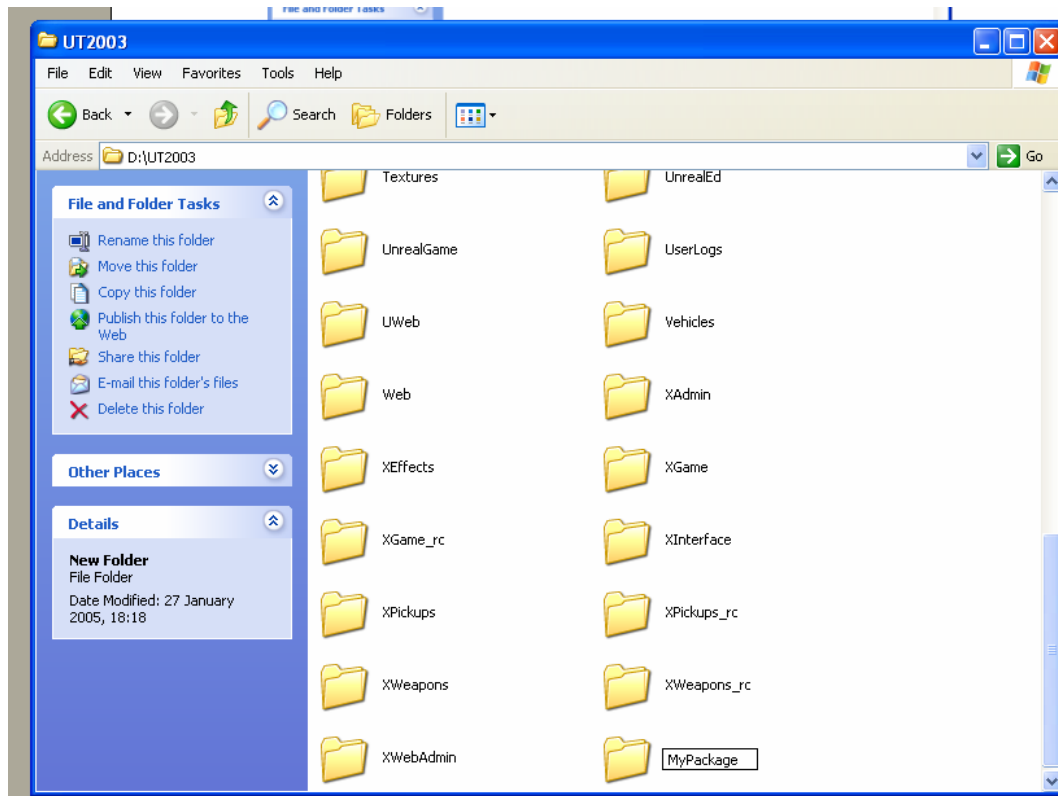 File and Folder Tasks
UT2003
File Edit View Favorites Tools Help
Back Search Folders
Address D:\UT2003 Go
File and Folder Tasks
Rename this folder
Move this folder
Copy this folder
Publish this folder to the
Web
Share this folder
E-mail this folder's files
Delete this folder
Other Places
Details
New Folder
File Folder
Date Modified: 27 January
2005, 18:18
Textures UnrealEd
UnrealGame UserLogs
UWeb Vehicles
Web XAdmin
XEffects XGame
XGame_rc XInterface
XPickups XPickups_rc
XWeapons XWeapons_rc
XWebAdmin MyPackage